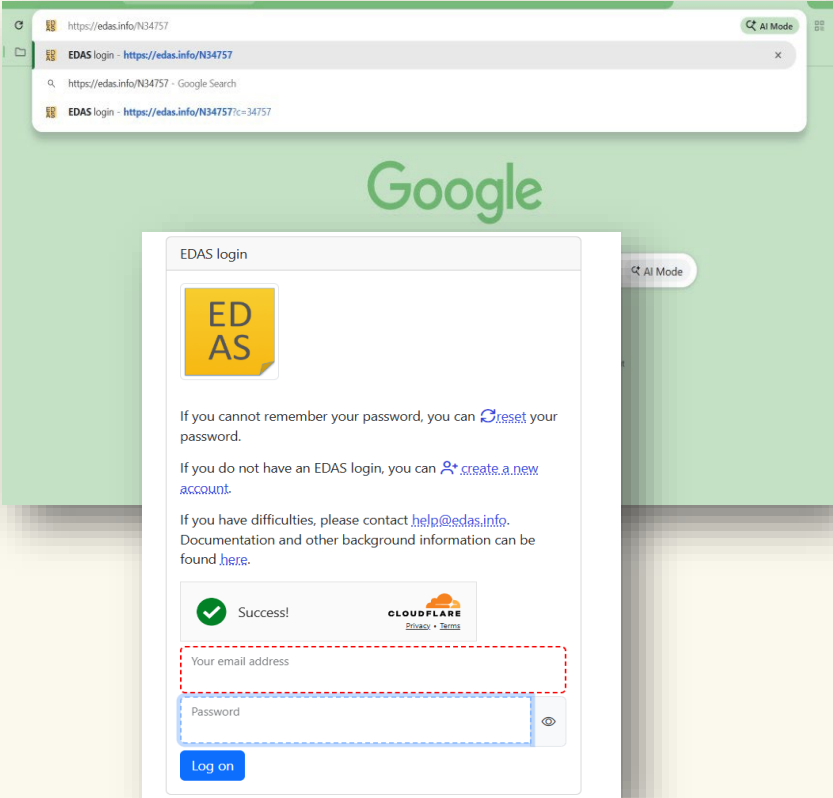 https://edas.info/N34757
AI Mode
EDAS login - https://edas.info/N34757
https://edas.info/N34757 - Google Search
EDAS login - https://edas.info/N34757?c=34757
Google
AI Mode
EDAS login
ED
AS
If you cannot remember your password, you can reset your
password.
If you do not have an EDAS login, you can create a new
account.
If you have difficulties, please contact help@edas.info.
Documentation and other background information can be
found here.
Success!
CLOUDFLARE
Privacy • Terms
Your email address
Password
Log on